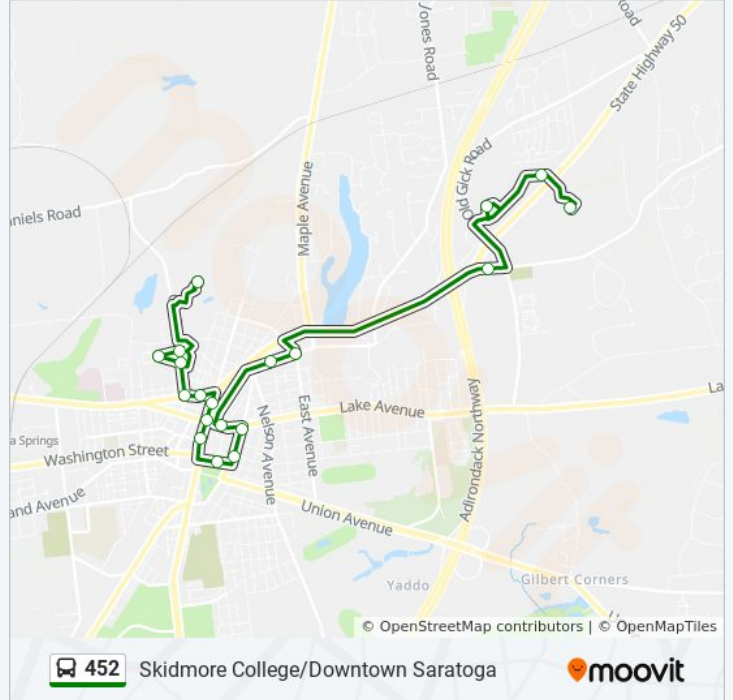 Jones Road
Road
State Highway 50
Old Gick Road
Maple Avenue
niels Road
Lake Avenue
La
East Avenue
Nelson Avenue
a Springs
Washington Street
Adirondack Northway
and Avenue
Union Avenue
Yaddo
Gilbert Corners
© OpenStreetMap contributors | © OpenMapTiles
452 Skidmore College/Downtown Saratoga
moovit